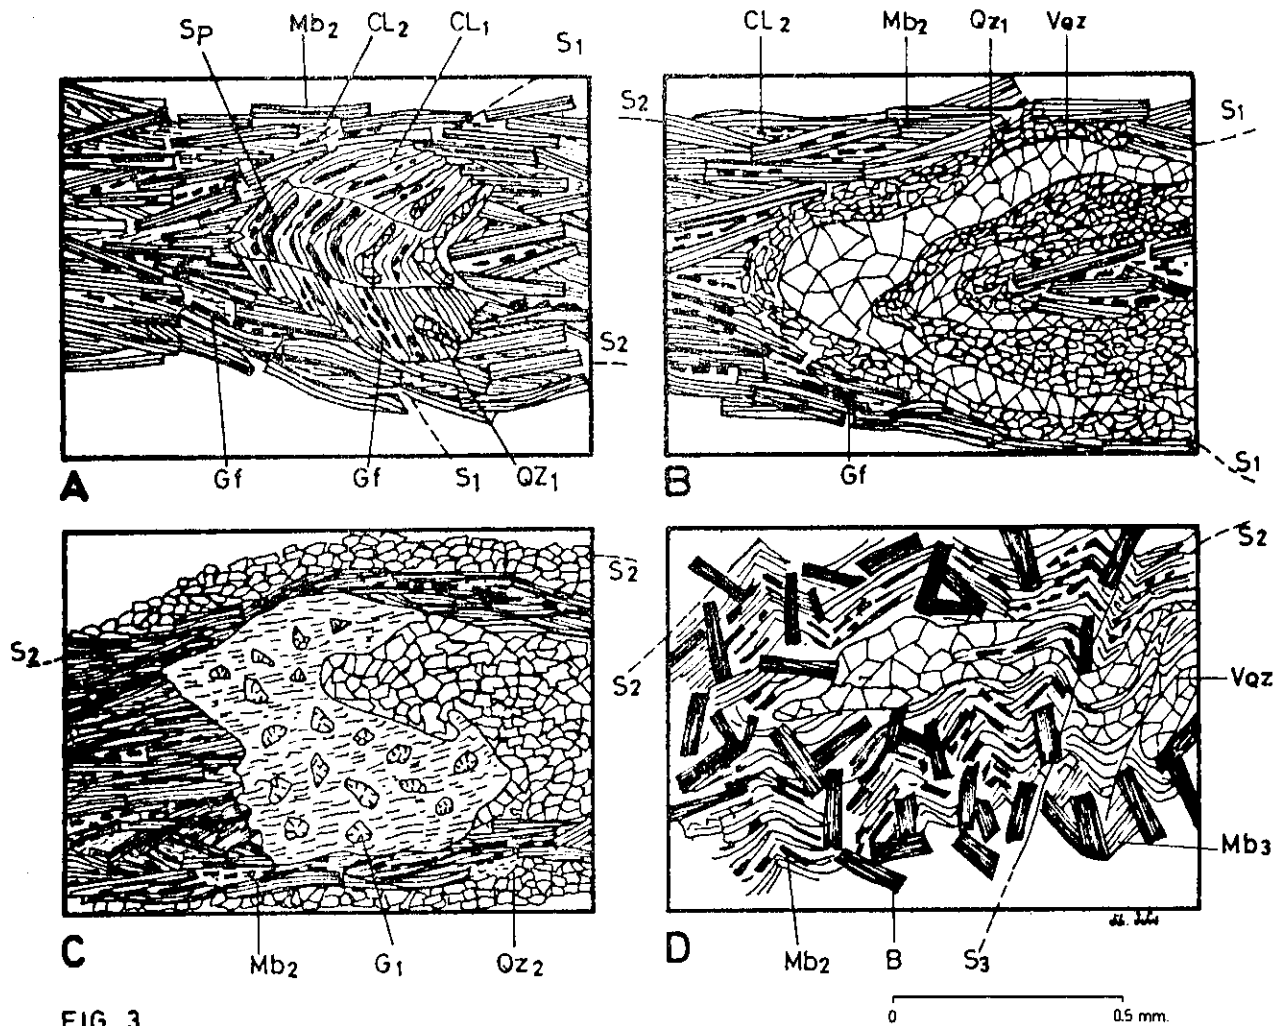 Sp Mb2 CL2 CL1 S1
CL2 Mb2 Qz1 Vqz
S2 S1
S2
Gf Gf S1 QZ1
A
Gf S1
B
S2 S2
S2 S2
Vqz
Mb3
Mb2 G1 Qz2
C
Mb2 B S3
D
FIG. 3
0 0.5 mm.